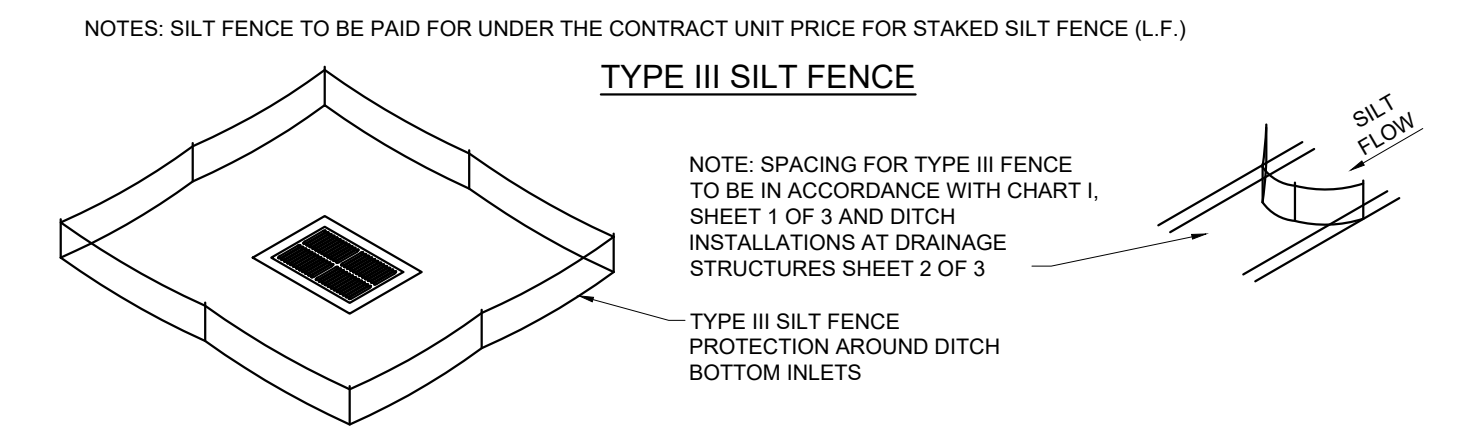 NOTES: SILT FENCE TO BE PAID FOR UNDER THE CONTRACT UNIT PRICE FOR STAKED SILT FENCE (L.F.)
TYPE III SILT FENCE
NOTE: SPACING FOR TYPE III FENCE
TO BE IN ACCORDANCE WITH CHART I,
SHEET 1 OF 3 AND DITCH
INSTALLATIONS AT DRAINAGE
STRUCTURES SHEET 2 OF 3
TYPE III SILT FENCE
PROTECTION AROUND DITCH
BOTTOM INLETS
SILT
FLOW